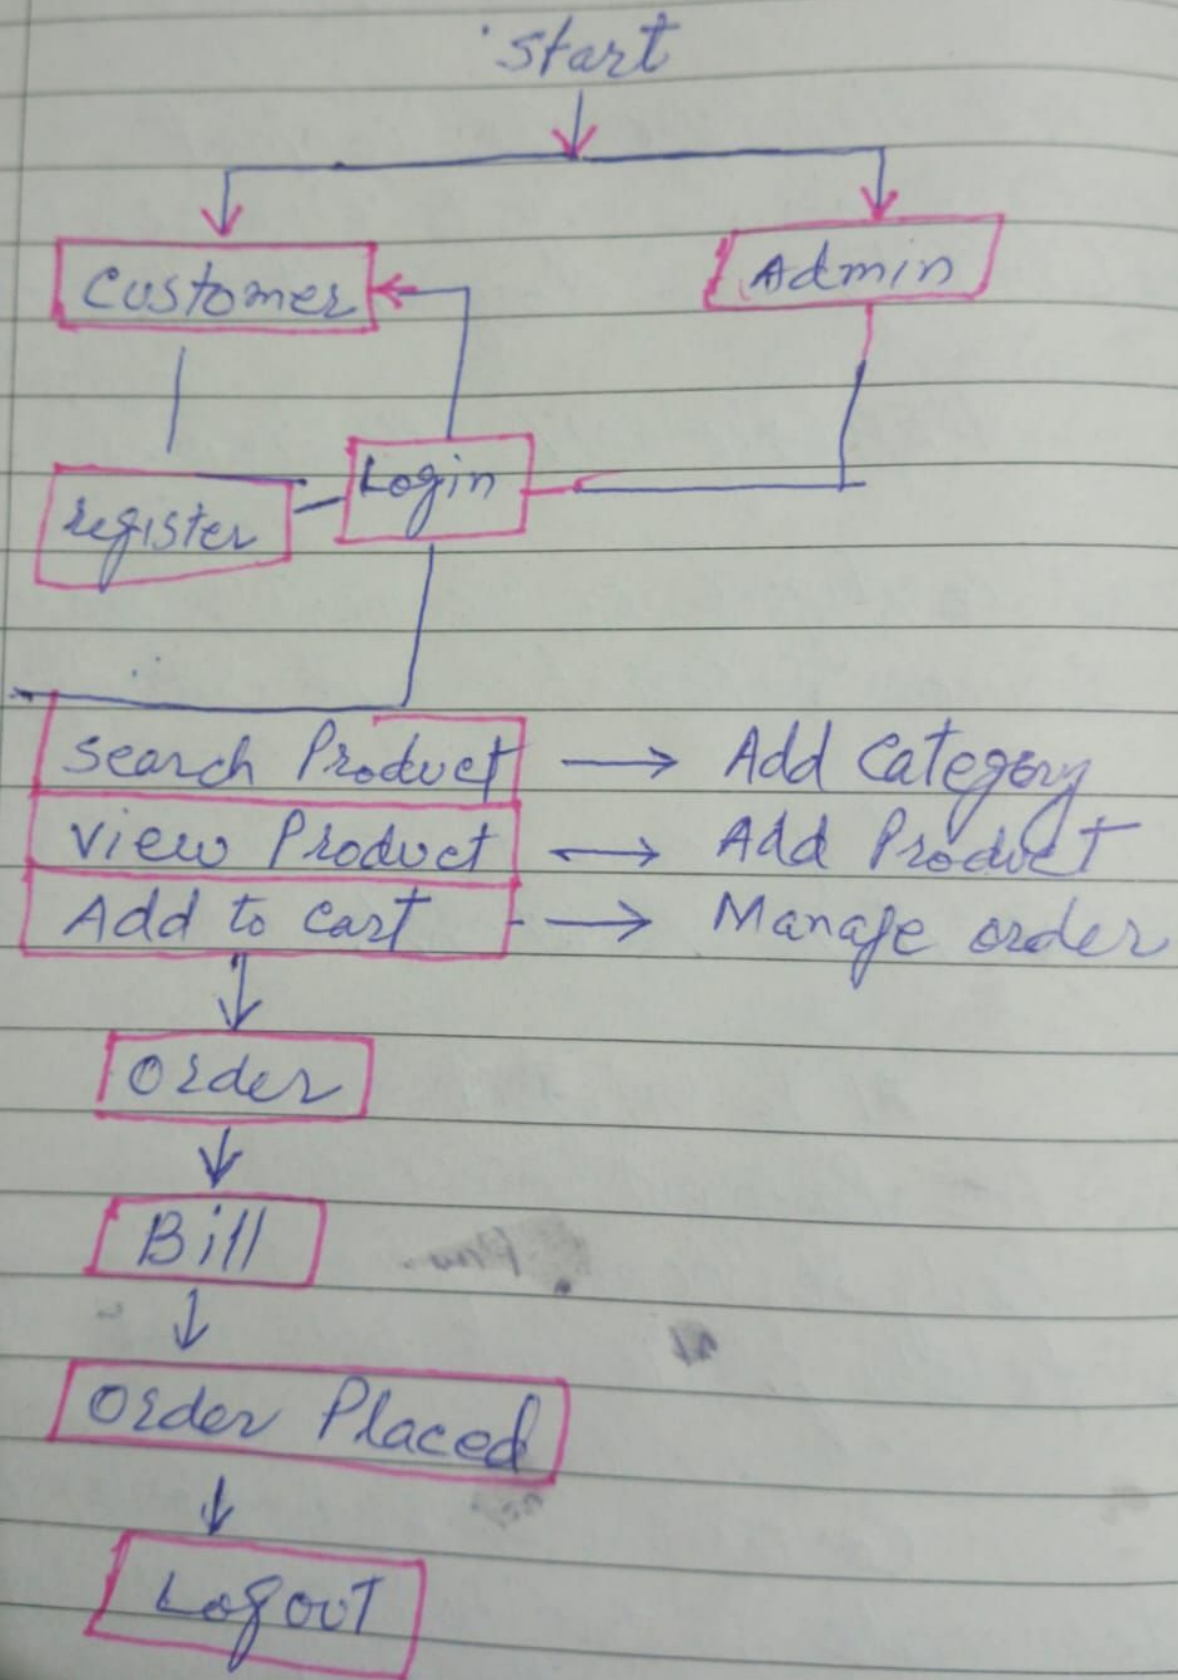 Start
Customer
Admin
Login
register
Search Product → Add Category
View Product → Add Product
Add to Cart → Manage order
Order
Bill
Order Placed
Logout